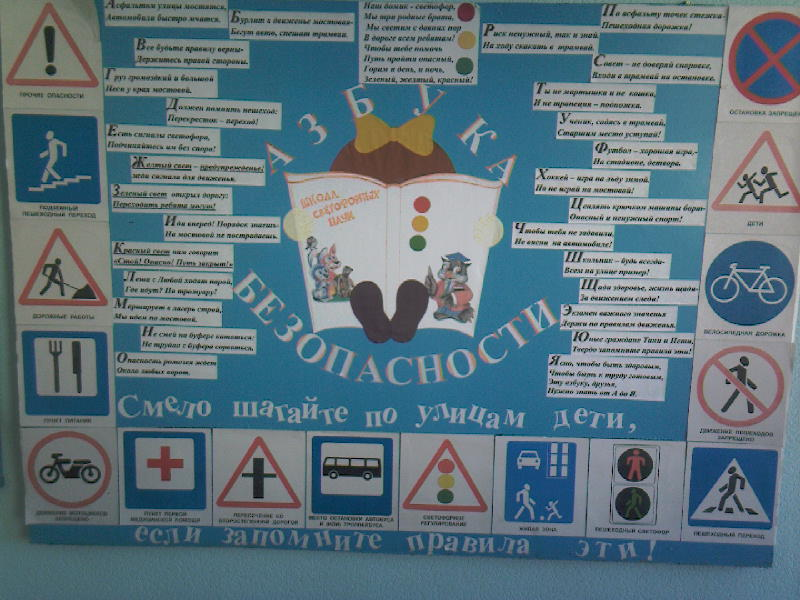 Асфальтом улицы мостятся,
Автомобили быстро мчатся.
Бурлит в движенье мостовая-
Бегут авто, спешат трамваи.
Все будьте правилу верны-
Держитесь правой стороны.
Груз громоздкий и большой
Неси у края мостовой.
Должен помнить пешеход:
Перекресток – переход!
Есть сигналы светофора,
Подчиняйтесь им без спора!
Желтый свет – предупрежденье;
жди сигнала для движенья.
Зеленый свет открыл дорогу:
Переходить ребята могут!
Иди вперед! Порядок знаешь-
На мостовой не пострадаешь.
Красный свет нам говорит
«Стой! Опасно! Путь закрыт!»
Лена с Любой ходят парой,
Где идут? На тротуару!
Марширует в лагерь строй,
Мы идем по мостовой.
Не смей на буфере кататься:
Не трудно с буфера сорваться.
Опасность ротозея ждет
Около любых ворот.
Наш домик - светофор,
Мы три родные брата,
Мы светим с давних пор
В дороге всем ребятам!
Чтобы тебе помочь
Путь пройти опасный,
Горим и день, и ночь,
Зеленый, желтый, красный!
По асфальту точек стежка-
Пешеходная дорожка!
Риск ненужный, так и знай.
На ходу скакать в трамвай.
Совет – не доверяй сноровке,
Входи в трамвай на остановке.
Ты не мартышка и не кошка,
И не трапеция – подножка.
Ученик, садясь в трамвай,
Старшим место уступай!
Футбол – хорошая игра,-
На стадионе, детвора.
Хоккей – игра на льду зимой.
Но не играй на мостовой!
Цеплять крючком машины борт-
Опасный и ненужный спорт!
Чтобы тебя не задавили,
Не висни на автомобиле!
Школьник – будь всегда-
Всем на улице пример!
Щади здоровье, жизнь щади-
За движением следи!
Экзамен важного значенья
Держи по правилам движенья.
Юные граждане Тани и Пети,
Твердо запомните правила эти!
Ясно, чтобы быть здоровым,
Чтобы быть к труду готовым,
Эту азбуку, друзья,
Нужно знать от А до Я.
АЗБУКА
ШКОЛА
СВЕТОФОРНЫХ
НАУК
БЕЗОПАСНОСТИ
Смело шагайте по улицам дети,
если запомните правила эти!
ПРОЧИЕ ОПАСНОСТИ
ПОДЗЕМНЫЙ
ПЕШЕХОДНЫЙ ПЕРЕХОД
ДОРОЖНЫЕ РАБОТЫ
ПУНКТ ПИТАНИЯ
ДВИЖЕНИЕ МОТОЦИКЛОВ
ЗАПРЕЩЕНО
ПУНКТ ПЕРВОЙ
МЕДИЦИНСКОЙ ПОМОЩИ
ПЕРЕСЕЧЕНИЕ СО
ВТОРОСТЕПЕННОЙ ДОРОГОЙ
МЕСТО ОСТАНОВКИ АВТОБУСА
И (ИЛИ) ТРОЛЛЕЙБУСА
СВЕТОФОРНОЕ
РЕГУЛИРОВАНИЕ
ЖИЛАЯ ЗОНА
ПЕШЕХОДНЫЙ СВЕТОФОР
ПЕШЕХОДНЫЙ ПЕРЕХОД
ОСТАНОВКА ЗАПРЕЩЕНА
ДЕТИ
ВЕЛОСИПЕДНАЯ ДОРОЖКА
ДВИЖЕНИЕ ПЕШЕХОДОВ
ЗАПРЕЩЕНО